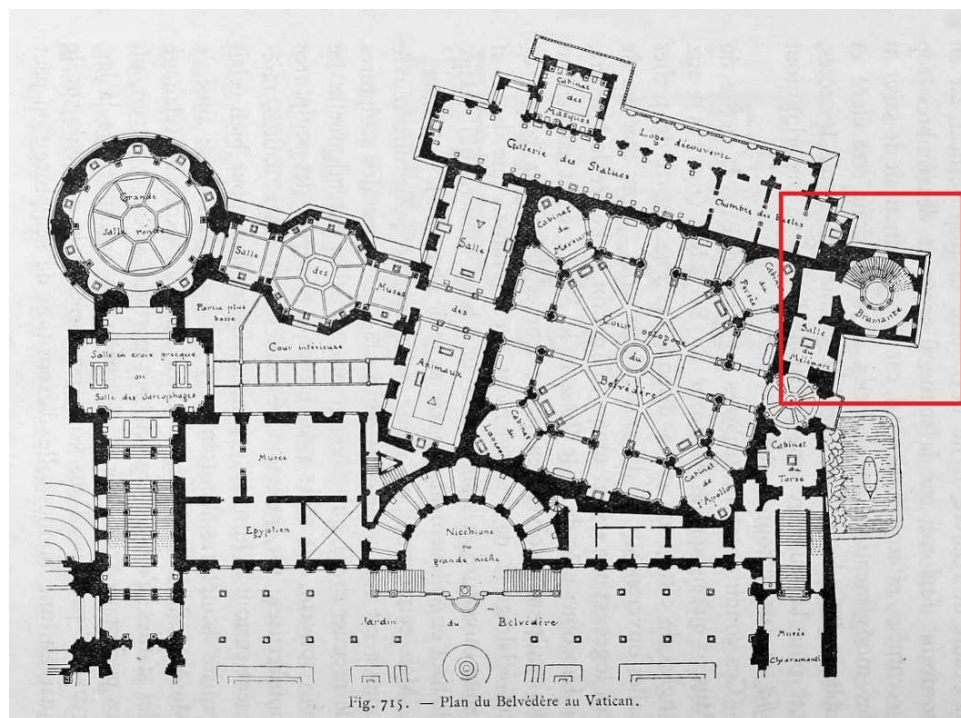 Cabinet
des
Masques
Loge découverte
Gallerie des Statues
Chambre des bustes
Grande
Salle ronde
Salle
des
Muses
Salle
des
Animaux
Cabinet
du
Mercure
Cabinet
du
Persée
Bramante
Salle
du
Méléagre
Cour octogone
du
Belvédère
Partie plus
basse
Cour intérieure
Salle en croix grecque
ou
Salle des Sarcophages
Cabinet
du
Laocoon
Cabinet
de
l'Apollon
Cabinet
du
Torse
Musée
Egyptien
Nicchione
ou
grande niche
Jardin du Belvédère
Musée
Chiaramonti
Fig. 715. — Plan du Belvédère au Vatican.